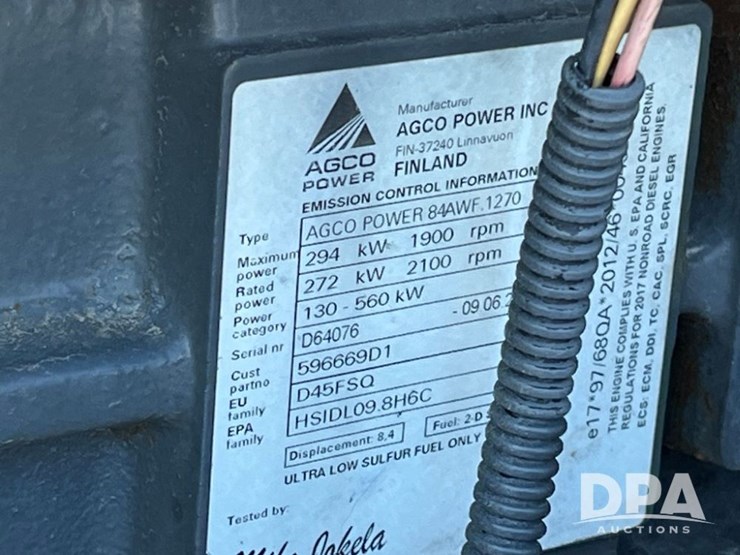 AGCO
POWER
Manufacturer
AGCO POWER INC
FIN-37240 Linnavuori
FINLAND
EMISSION CONTROL INFORMATION
Type AGCO POWER 84AWF.1270
Maximum power 294 kW 1900 rpm
Rated power 272 kW 2100 rpm
Power category 130 - 560 kW
Serial nr D64076 - 09.06.2
Cust partno 596669D1
EU family D45FSQ
EPA family HSIDL09.8H6C
Displacement: 8.4 Fuel: 2-D
ULTRA LOW SULFUR FUEL ONLY
Tested by:
Jokela
e17*97/68QA*2012/46*00
THIS ENGINE COMPLIES WITH U.S. EPA AND CALIFORNIA
REGULATIONS FOR 2017 NONROAD DIESEL ENGINES.
ECS: ECM, DDI, TC, CAC, SPL, SCRC, EGR
DPA
AUCTIONS